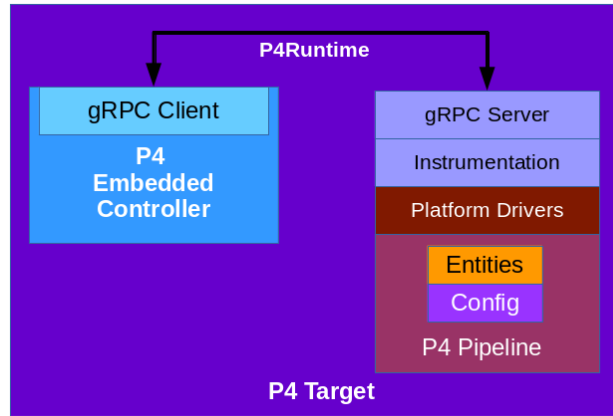 P4Runtime
gRPC Client
P4
Embedded
Controller
gRPC Server
Instrumentation
Platform Drivers
Entities
Config
P4 Pipeline
P4 Target